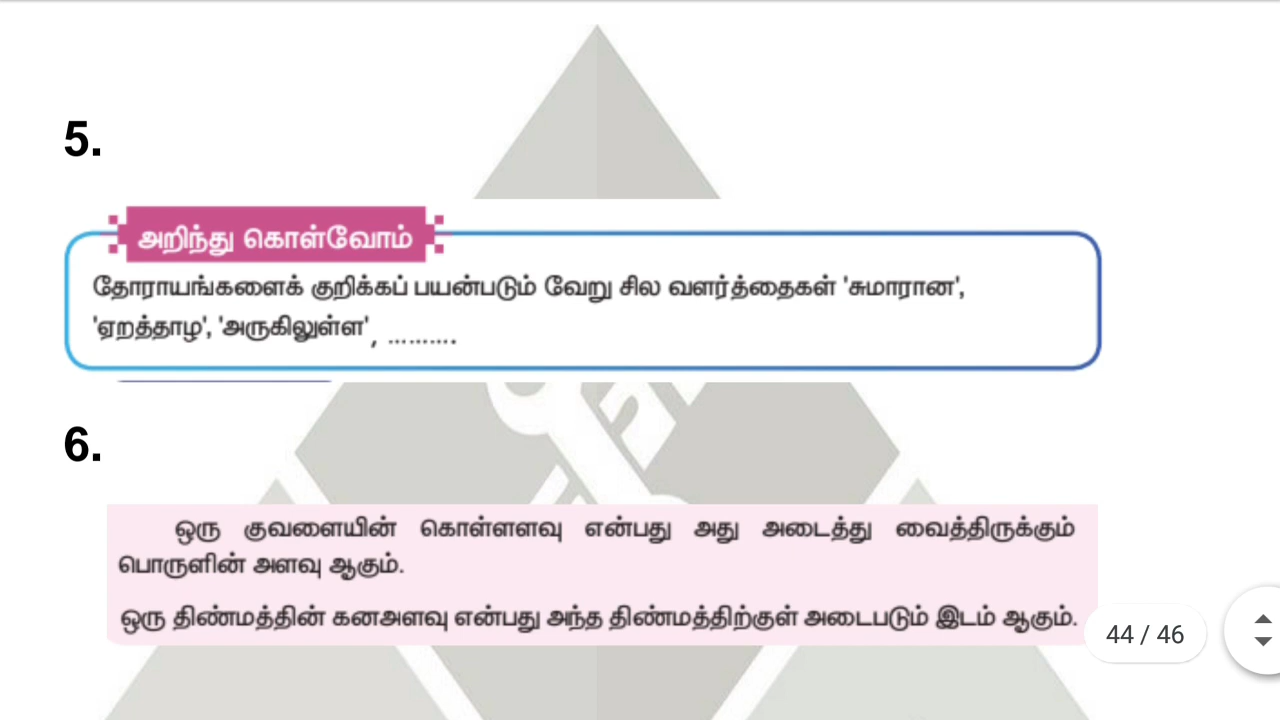 5.
அறிந்து கொள்வோம்
தோராயங்களைக் குறிக்கப் பயன்படும் வேறு சில வளர்த்தைகள் 'சுமாரான',
'ஏறத்தாழ', 'அருகிலுள்ள', ..........
6.
ஒரு குவளையின் கொள்ளளவு என்பது அது அடைத்து வைத்திருக்கும்
பொருளின் அளவு ஆகும்.
ஒரு திண்மத்தின் கனஅளவு என்பது அந்த திண்மத்திற்குள் அடைபடும் இடம் ஆகும்.
44 / 46